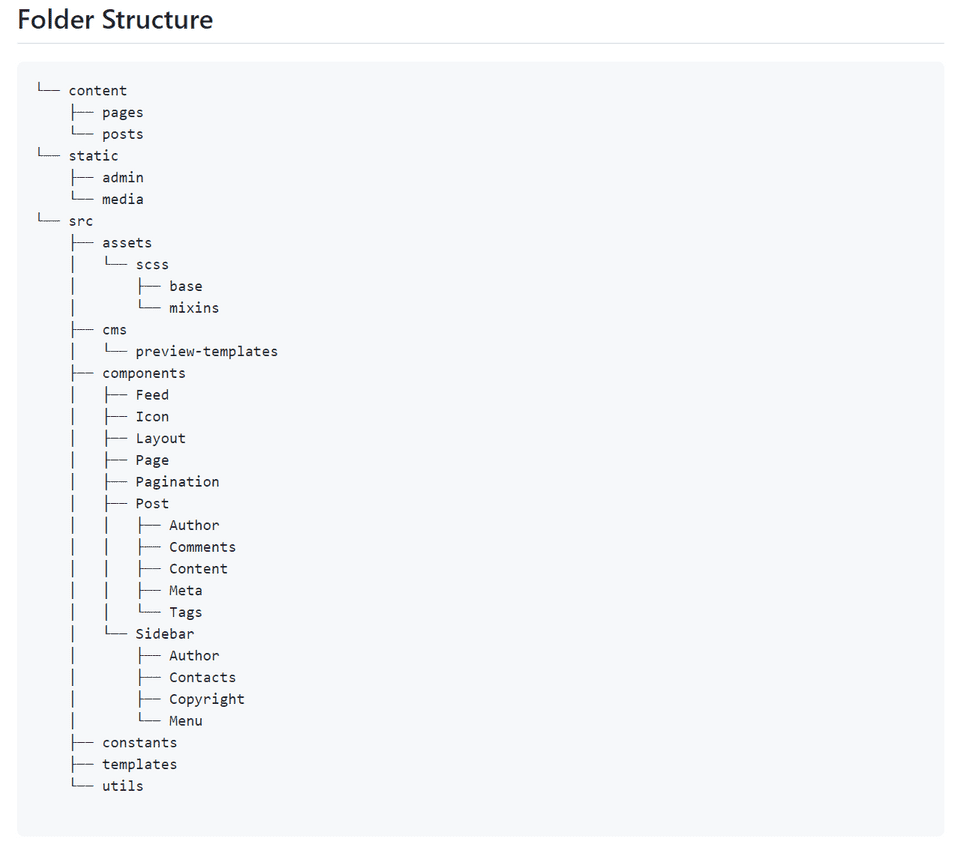 Folder Structure
└── content
    ├── pages
    └── posts
└── static
    ├── admin
    └── media
└── src
    ├── assets
    │   └── scss
    │       ├── base
    │       └── mixins
    ├── cms
    │   └── preview-templates
    ├── components
    │   ├── Feed
    │   ├── Icon
    │   ├── Layout
    │   ├── Page
    │   ├── Pagination
    │   ├── Post
    │   │   ├── Author
    │   │   ├── Comments
    │   │   ├── Content
    │   │   ├── Meta
    │   │   └── Tags
    │   └── Sidebar
    │       ├── Author
    │       ├── Contacts
    │       ├── Copyright
    │       └── Menu
    ├── constants
    ├── templates
    └── utils